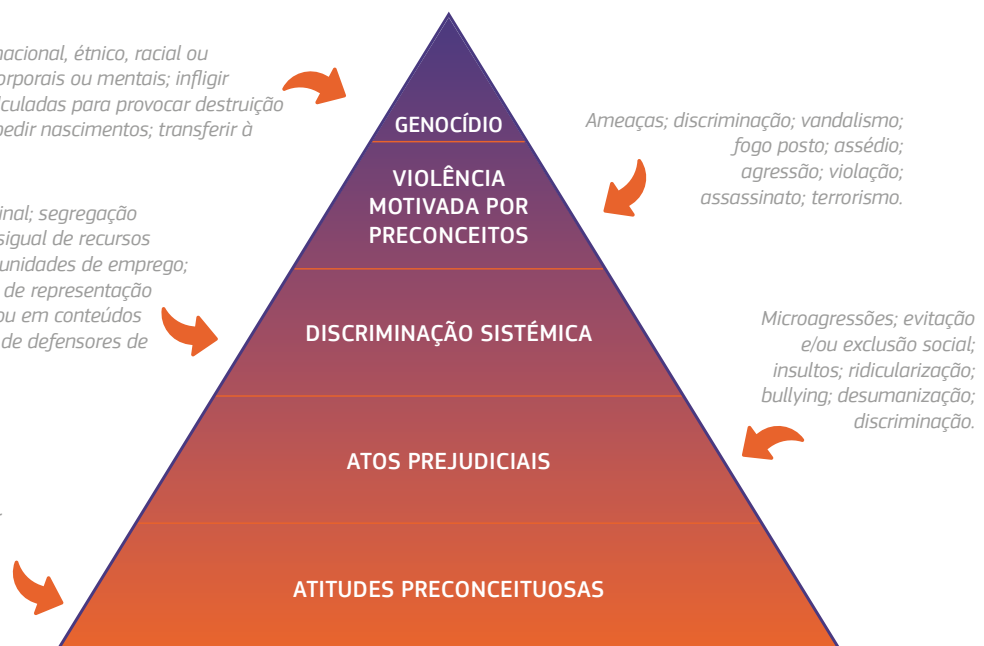 nacional, étnico, racial ou
orporais ou mentais; infligir
lculadas para provocar destruição
pedir nascimentos; transferir à
GENOCÍDIO
Ameaças; discriminação; vandalismo;
fogo posto; assédio;
agressão; violação;
assassinato; terrorismo.
VIOLÊNCIA
MOTIVADA POR
PRECONCEITOS
inal; segregação
sigual de recursos
unidades de emprego;
de representação
ou em conteúdos
de defensores de
DISCRIMINAÇÃO SISTÉMICA
Microagressões; evitação
e/ou exclusão social;
insultos; ridicularização;
bullying; desumanização;
discriminação.
ATOS PREJUDICIAIS
ATITUDES PRECONCEITUOSAS